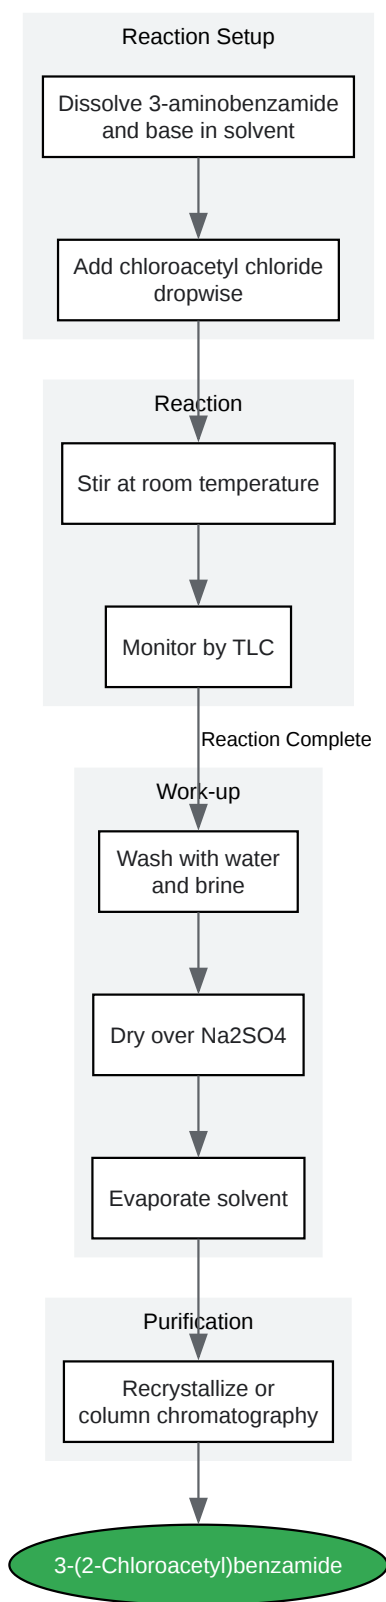 Reaction Setup
Dissolve 3-aminobenzamide
and base in solvent
Add chloroacetyl chloride
dropwise
Reaction
Stir at room temperature
Monitor by TLC
Reaction Complete
Work-up
Wash with water
and brine
Dry over Na2SO4
Evaporate solvent
Purification
Recrystallize or
column chromatography
3-(2-Chloroacetyl)benzamide